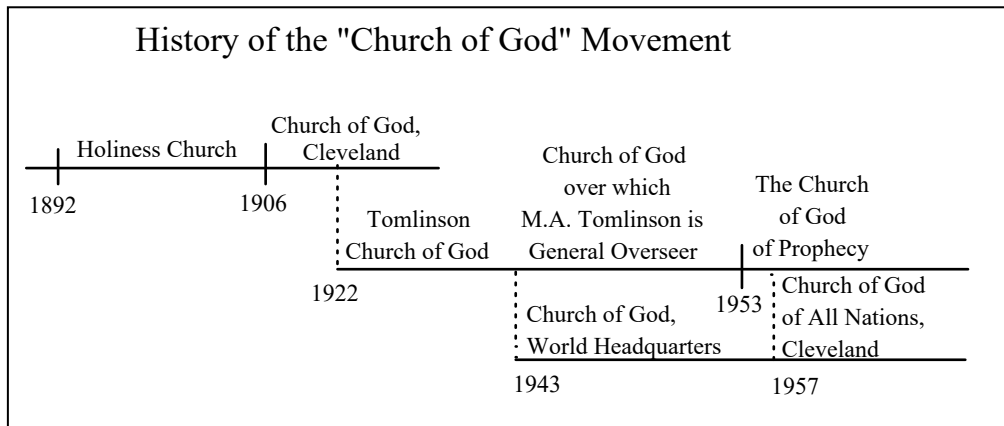 History of the "Church of God" Movement
Holiness Church
Church of God,
Cleveland
1892
1906
Tomlinson
Church of God
Church of God
over which
M.A. Tomlinson is
General Overseer
The Church
of God
of Prophecy
1922
1953
Church of God,
World Headquarters
Church of God
of All Nations,
Cleveland
1943
1957